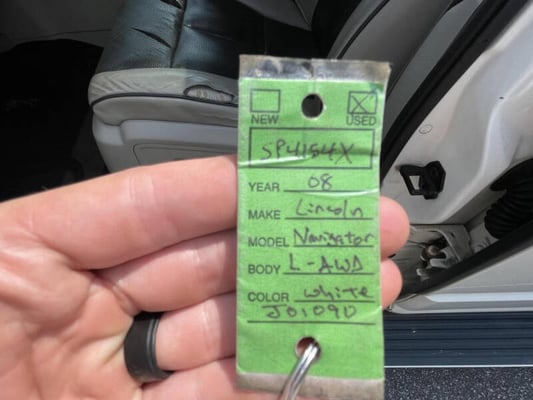 NEW USED
SP4154X
YEAR 08
MAKE Lincoln
MODEL Navigator
BODY L-AWD
COLOR White
J01090